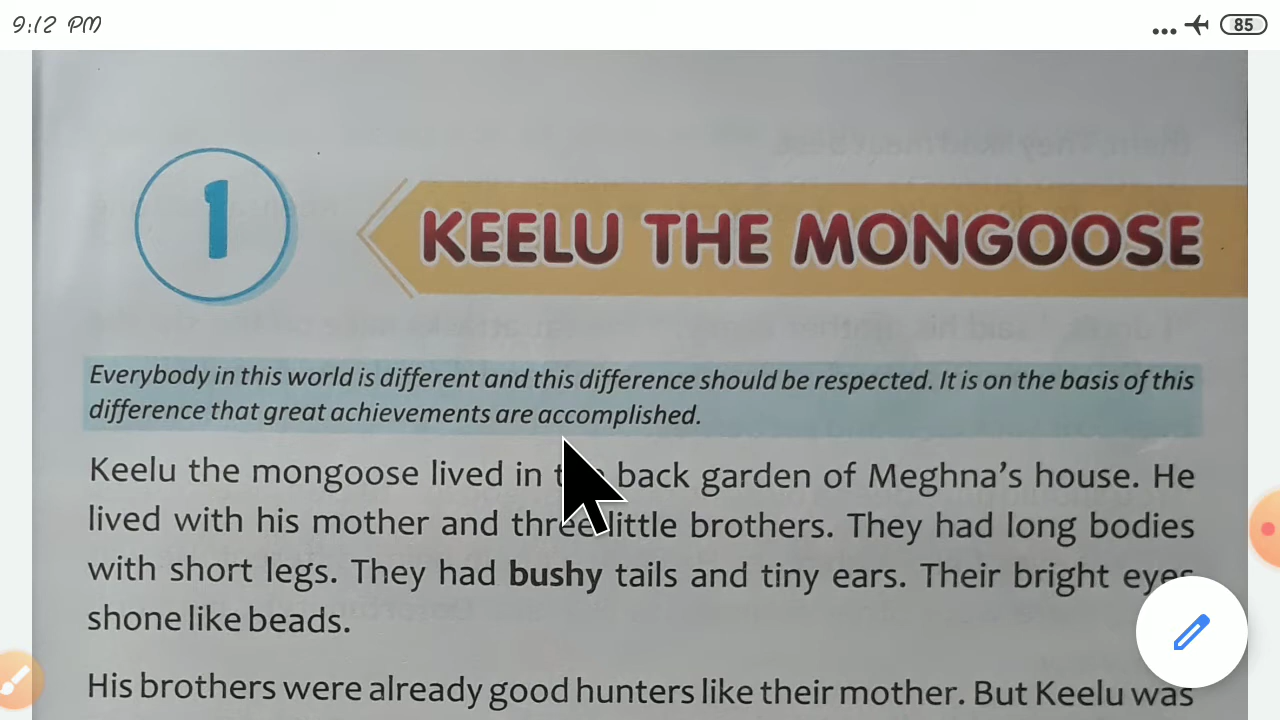 9:12 PM
85
1
KEELU THE MONGOOSE
Everybody in this world is different and this difference should be respected. It is on the basis of this
difference that great achievements are accomplished.
Keelu the mongoose lived in the back garden of Meghna's house. He
lived with his mother and three little brothers. They had long bodies
with short legs. They had bushy tails and tiny ears. Their bright eyes
shone like beads.
His brothers were already good hunters like their mother. But Keelu was